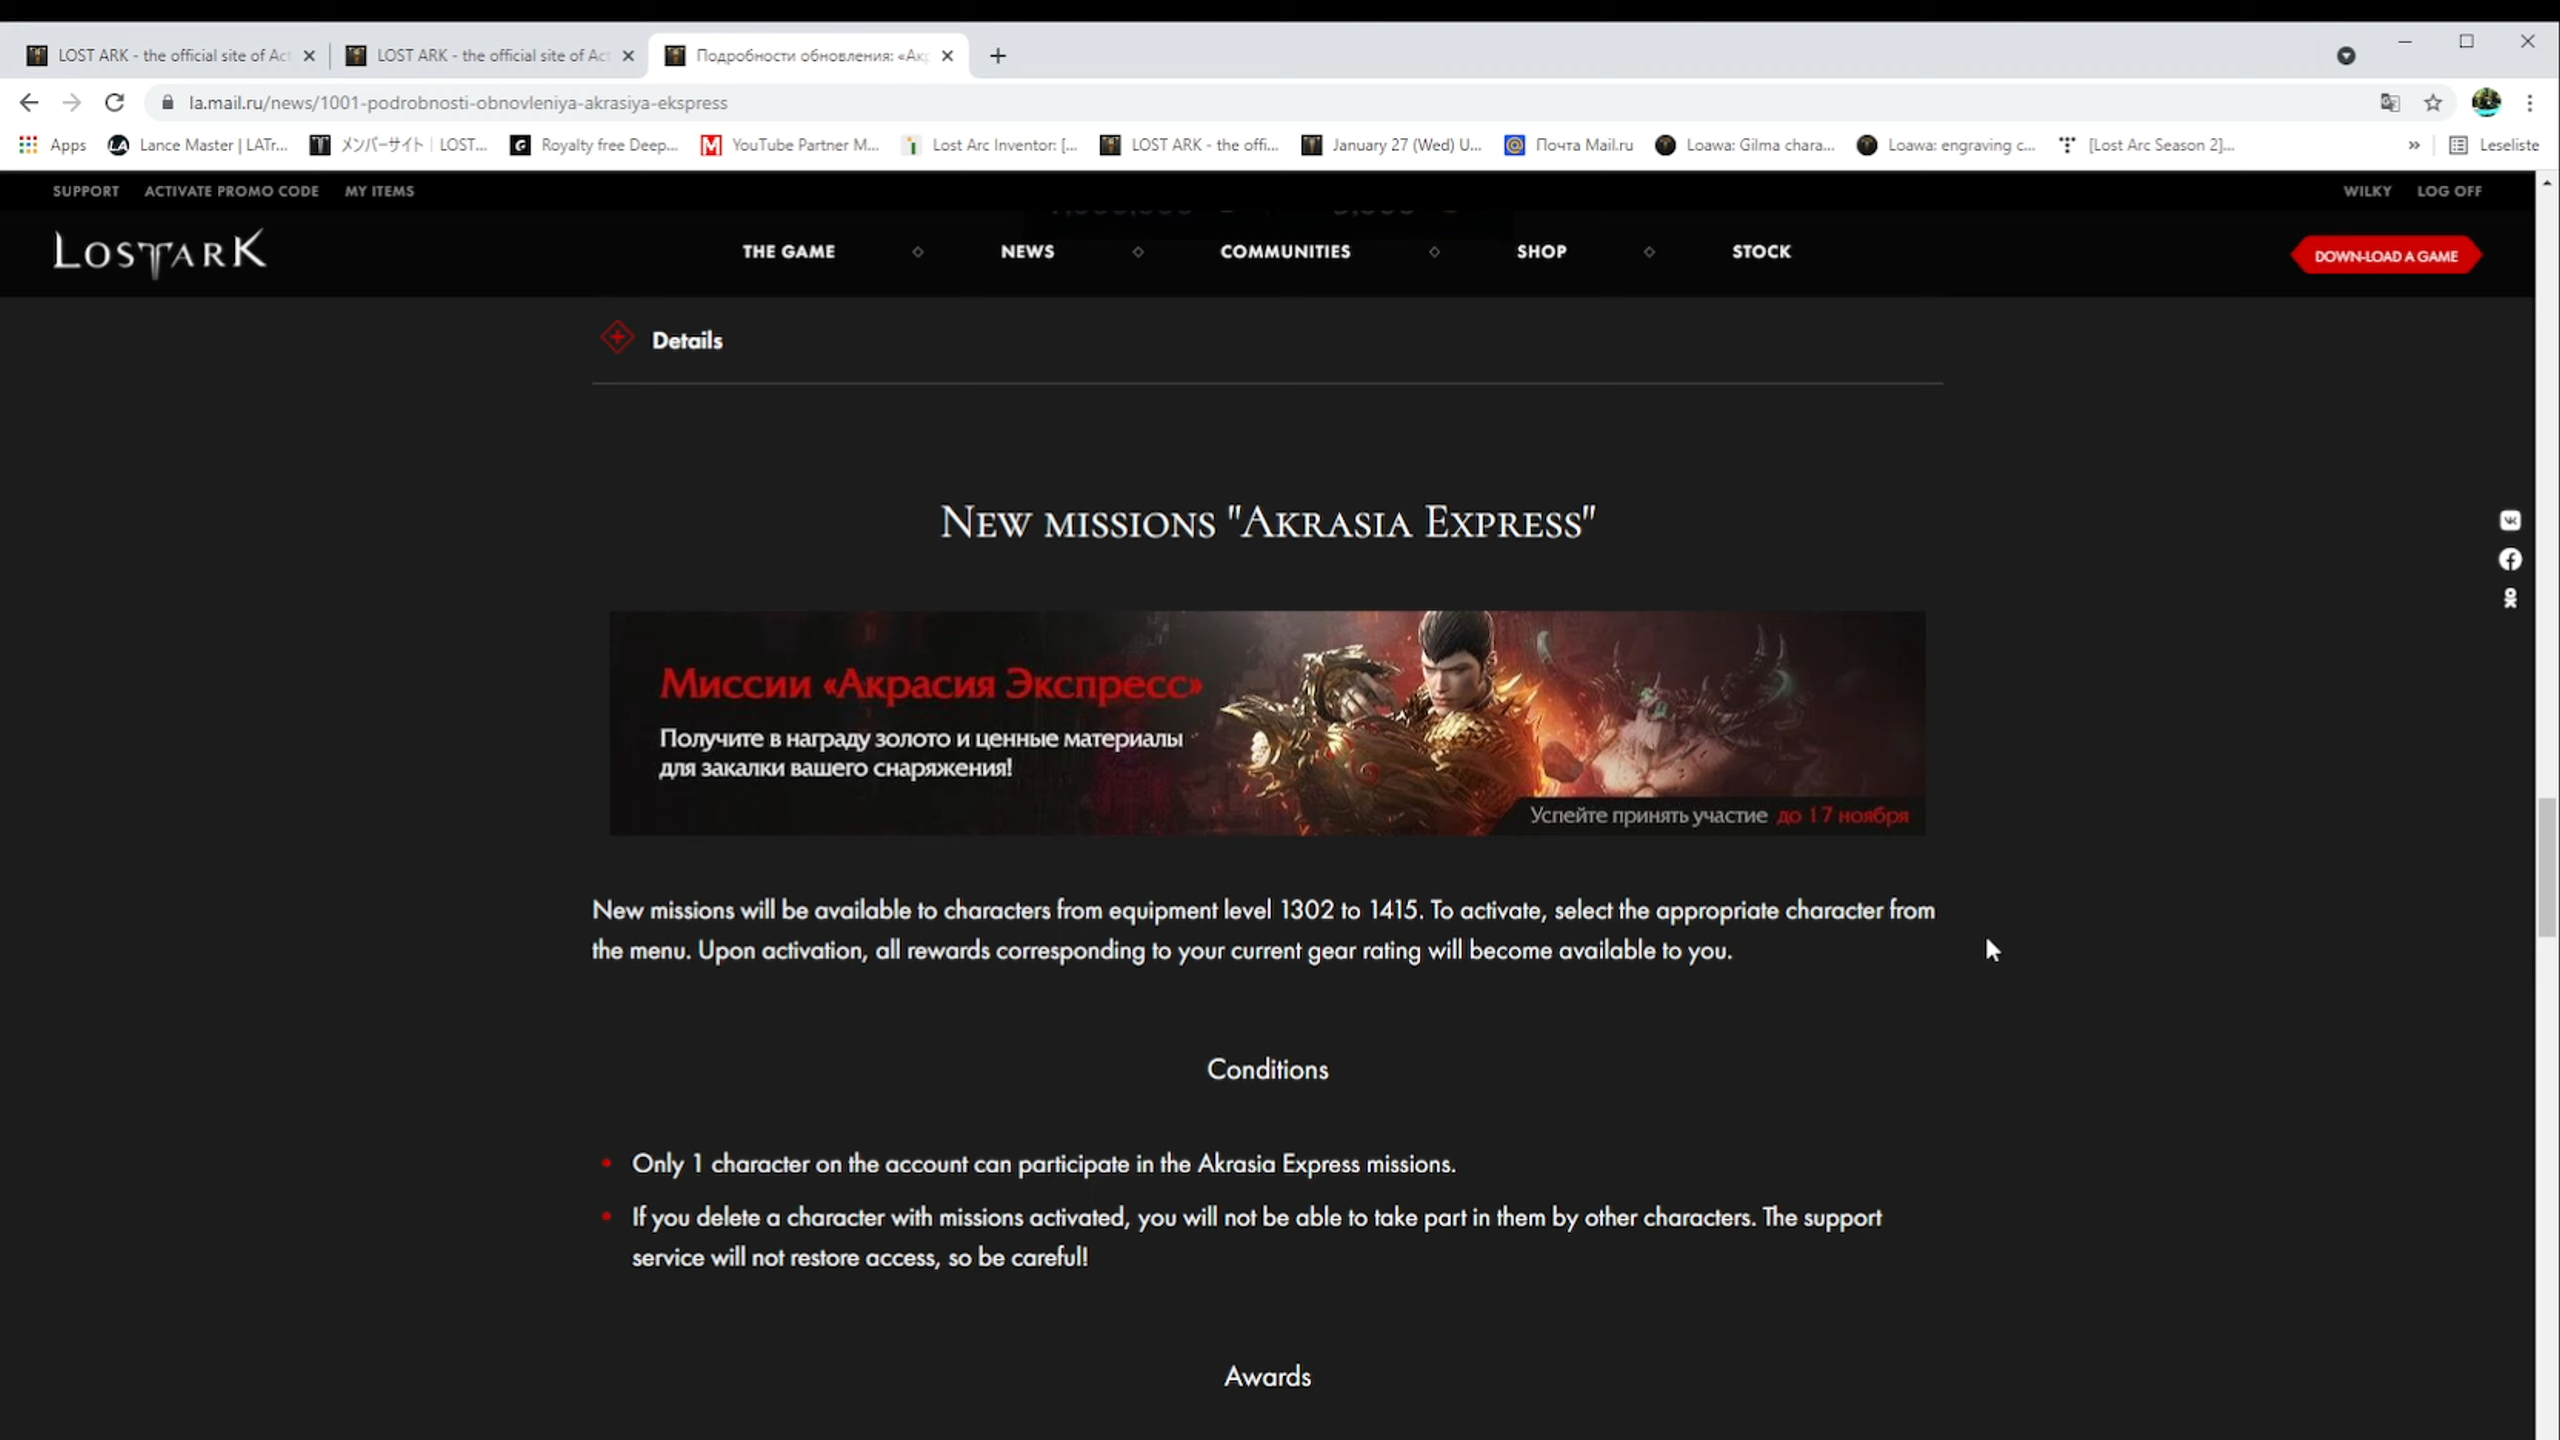 LOST ARK - the official site of Act
LOST ARK - the official site of Act
Подробности обновления: «Акр
la.mail.ru/news/1001-podrobnosti-obnovleniya-akrasiya-ekspress
Apps
Lance Master | LATr...
メンバーサイト | LOST...
Royalty free Deep...
YouTube Partner M...
Lost Arc Inventor: [...
LOST ARK - the offi...
January 27 (Wed) U...
Почта Mail.ru
Loawa: Gilma chara...
Loawa: engraving c...
[Lost Arc Season 2]...
»
Leseliste
SUPPORT ACTIVATE PROMO CODE MY ITEMS
WILKY LOG OFF
LOST ARK
THE GAME NEWS COMMUNITIES SHOP STOCK
DOWN-LOAD A GAME
Details
New missions "Akrasia Express"
Миссии «Акрасия Экспресс»
Получите в награду золото и ценные материалы
для закалки вашего снаряжения!
Успейте принять участие до 17 ноября
New missions will be available to characters from equipment level 1302 to 1415. To activate, select the appropriate character from
the menu. Upon activation, all rewards corresponding to your current gear rating will become available to you.
Conditions
• Only 1 character on the account can participate in the Akrasia Express missions.
• If you delete a character with missions activated, you will not be able to take part in them by other characters. The support
service will not restore access, so be careful!
Awards